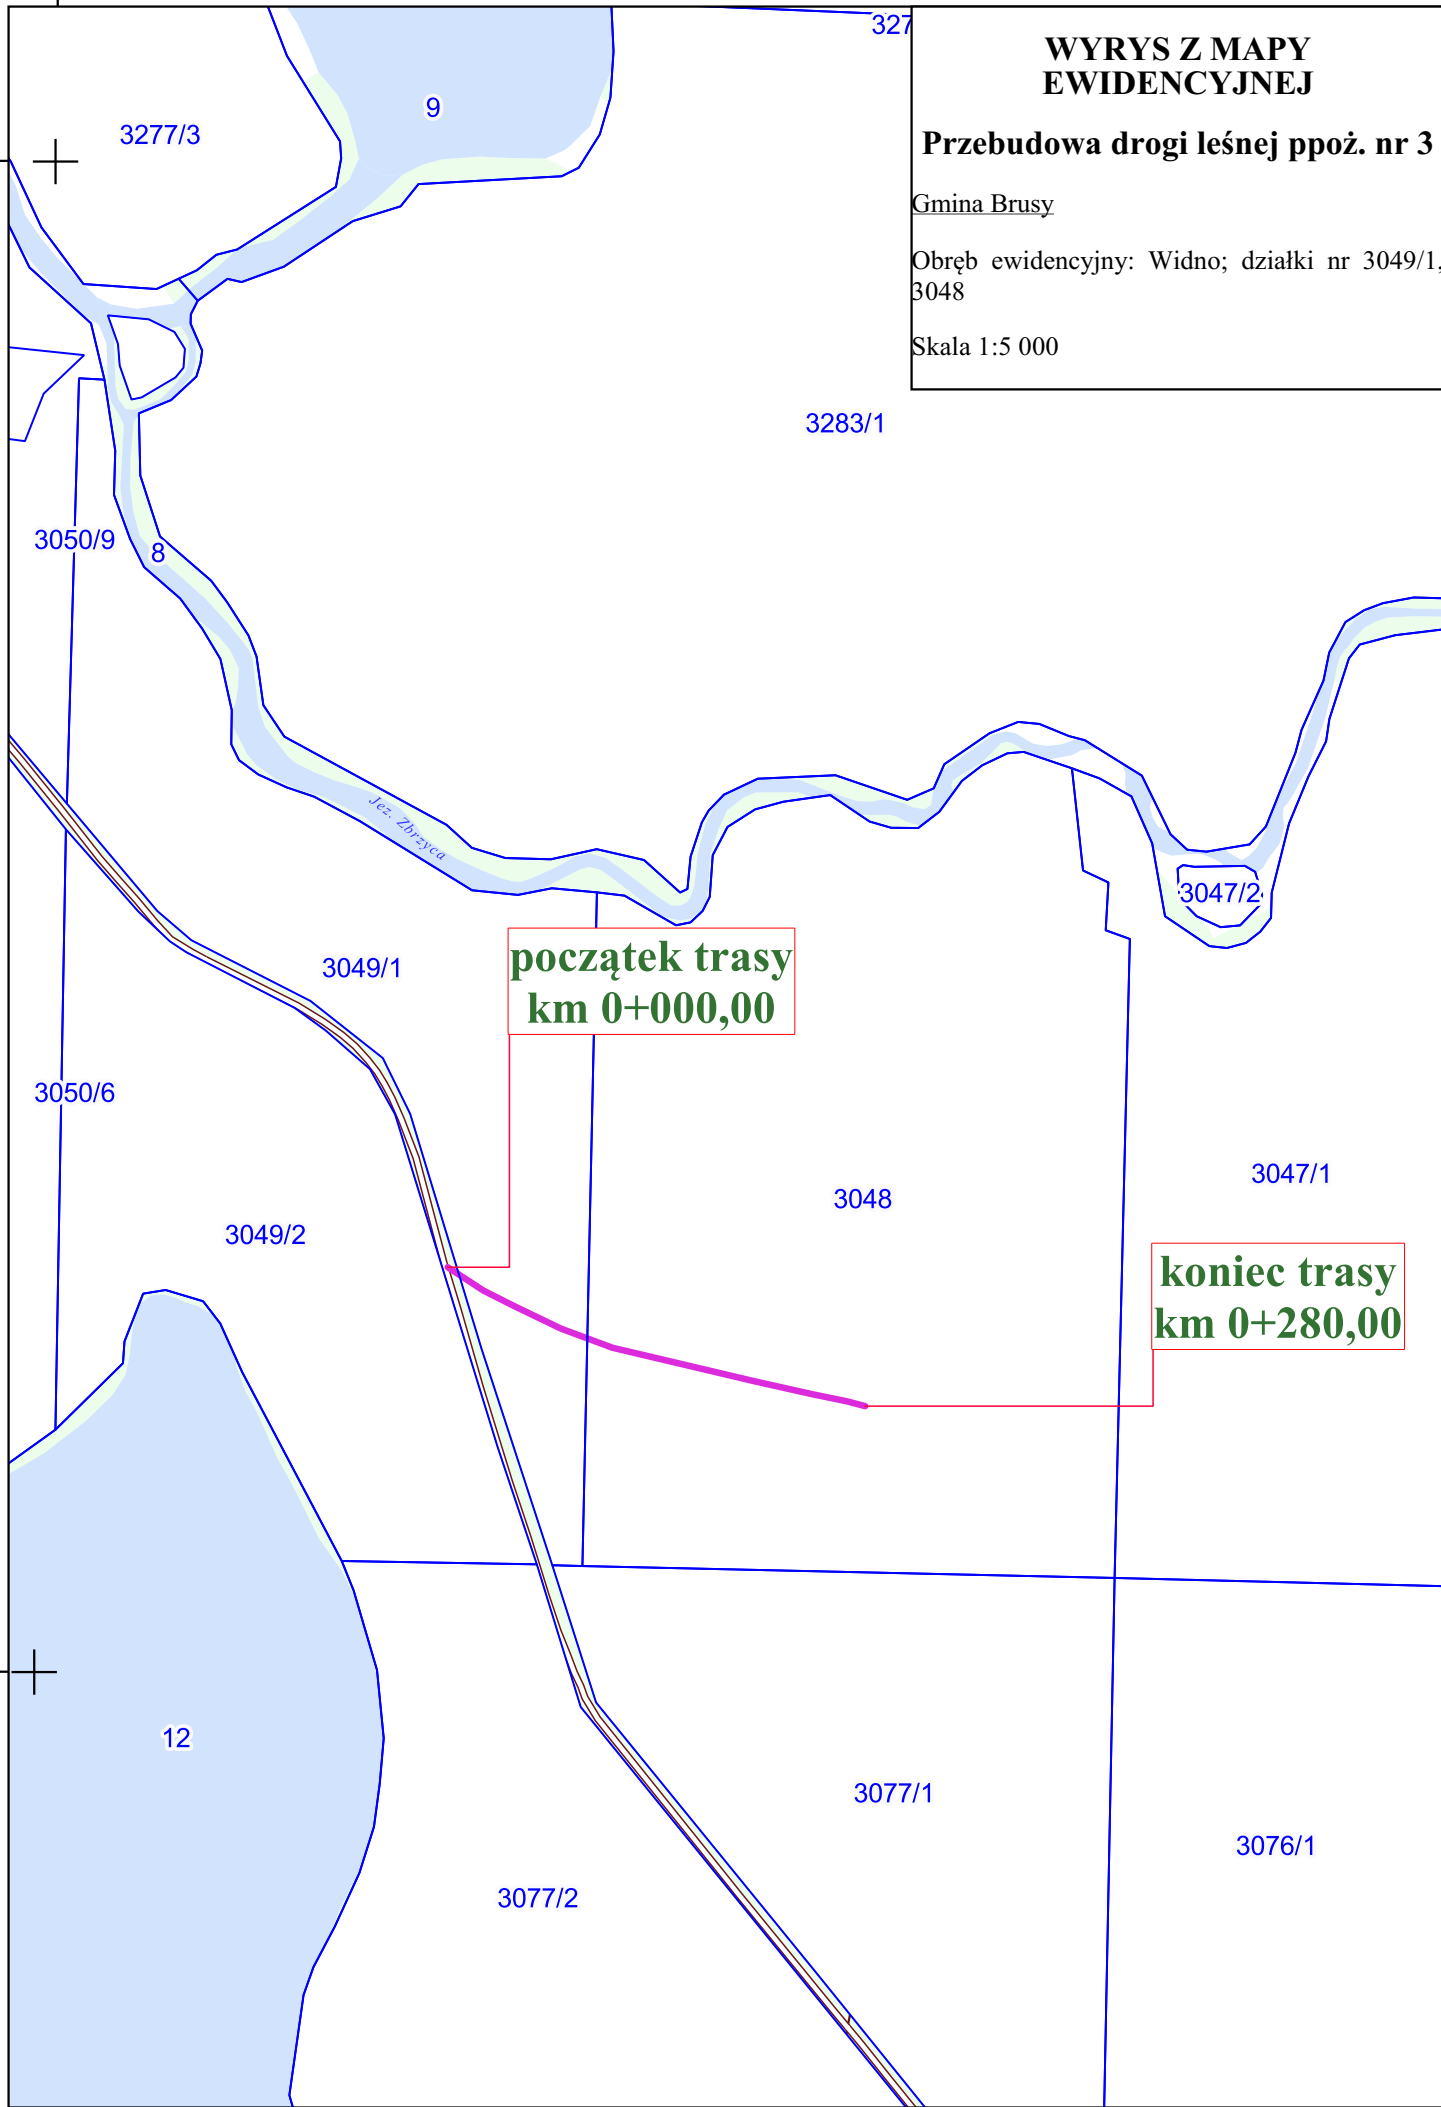 327
WYRYS Z MAPY
EWIDENCYJNEJ
Przebudowa drogi leśnej ppoż. nr 3
Gmina Brusy
Obręb ewidencyjny: Widno; działki nr 3049/1,
3048
Skala 1:5 000
9
3277/3
3283/1
3050/9
8
Jez. Zbrzyca
3047/2
3049/1
początek trasy
km 0+000,00
3050/6
3047/1
3048
3049/2
koniec trasy
km 0+280,00
12
3077/1
3076/1
3077/2